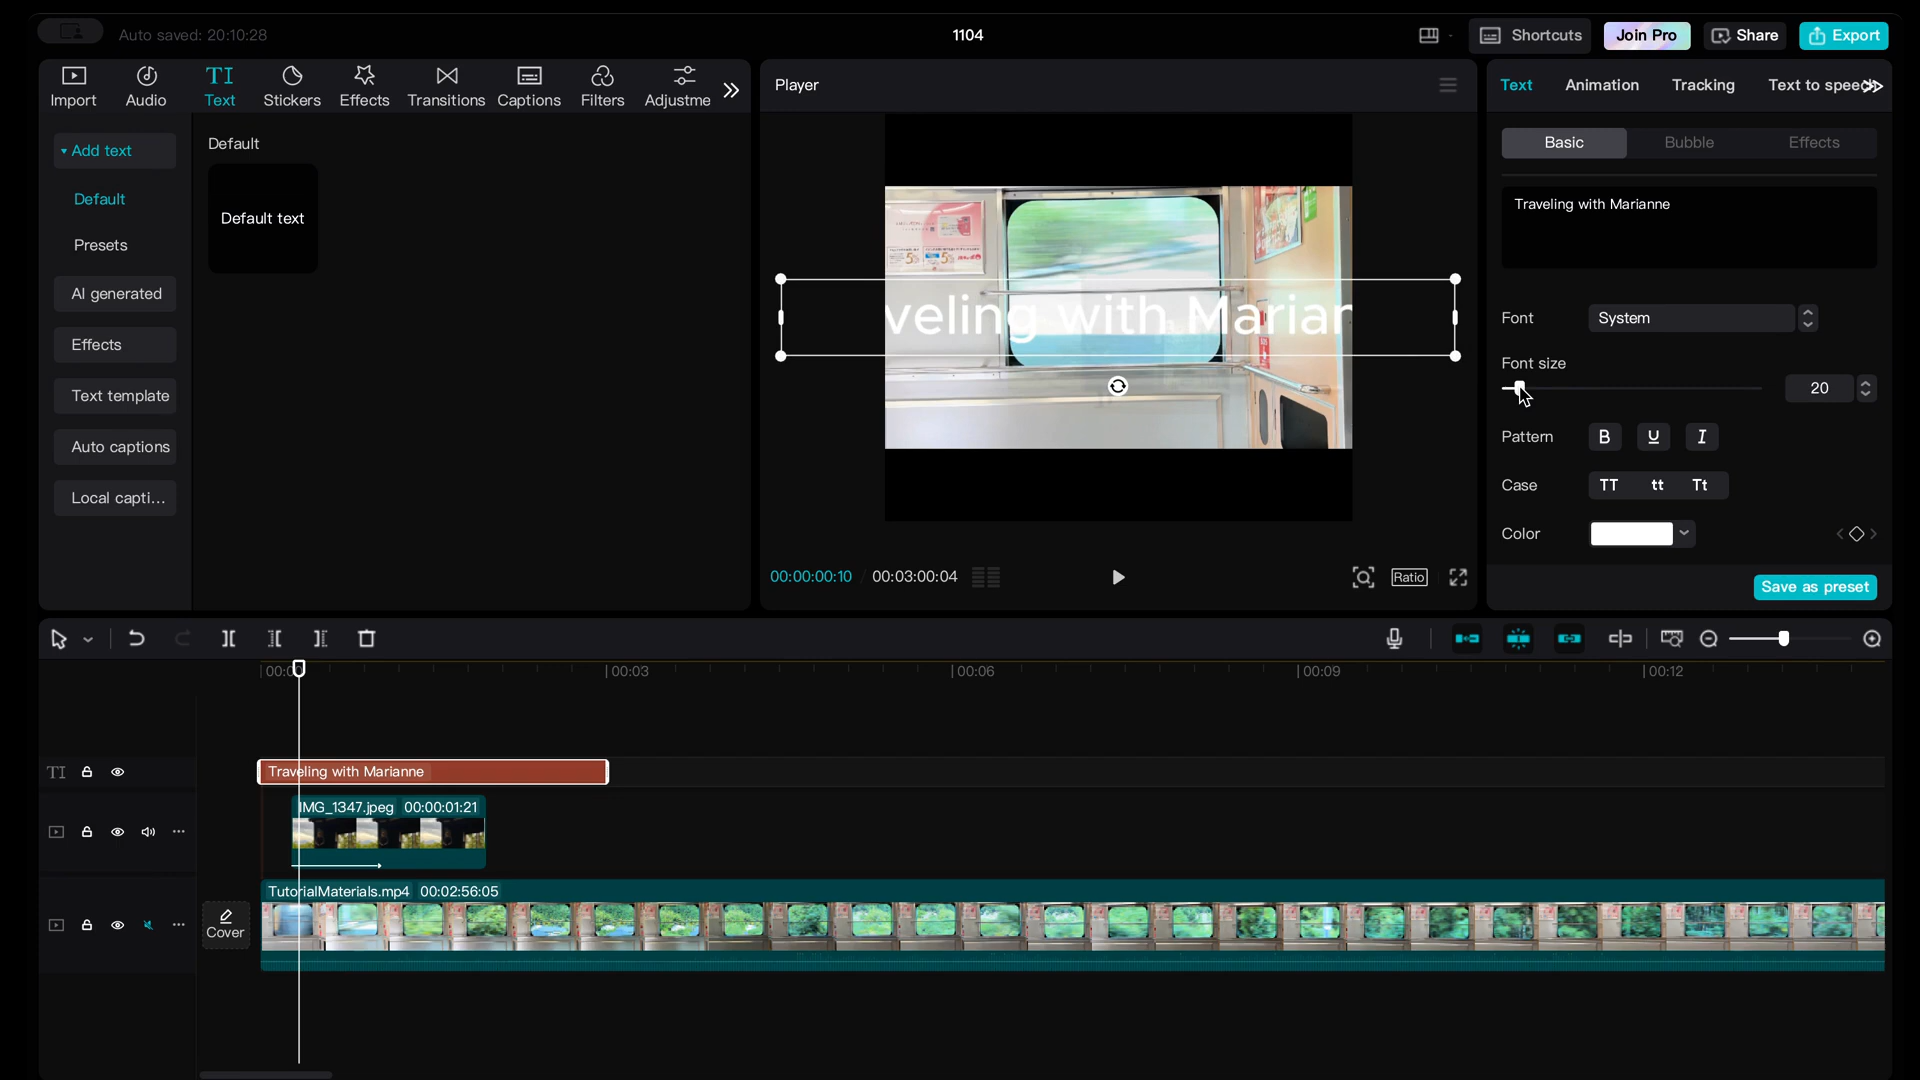 Auto saved: 20:10:28
1104
Shortcuts
Join Pro
Share
Export
Import
Audio
TI
Text
Stickers
Effects
Transitions
Captions
Filters
Adjustme
Add text
Default
Presets
AI generated
Effects
Text template
Auto captions
Local capti...
Default
Default text
Player
veling with Marian
00:00:00:10 / 00:03:00:04
Ratio
Text
Animation
Tracking
Text to speec
Basic
Bubble
Effects
Traveling with Marianne
Font
System
Font size
20
Pattern
B
U
I
Case
TT
tt
Tt
Color
Save as preset
00:0
00:03
00:06
00:09
00:12
TI
Traveling with Marianne
IMG_1347.jpeg 00:00:01:21
Cover
TutorialMaterials.mp4 00:02:56:05